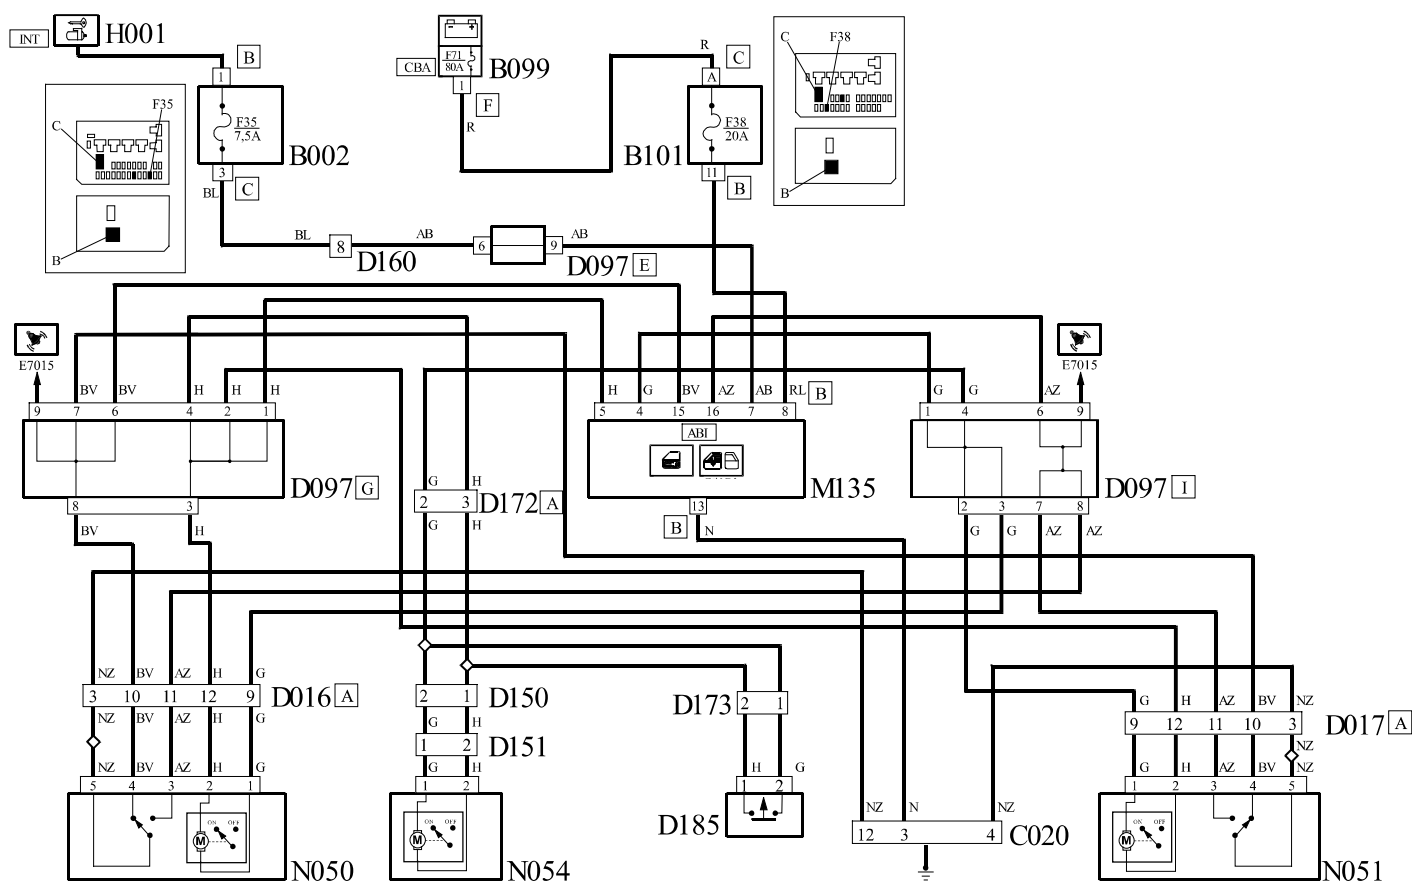 INT H001 B F71 80A CBA 1 B099 F R R C
1 A
F35 C B F35 7,5A B002 3 C BL
F38 20A B101 11 B
C F38 B
BL 8 D160 AB 6 9 AB D097 E
E7015 BV BV H H H
H G BV AZ AB RL B
G G AZ E7015
9 7 6 4 2 1
5 4 15 16 7 8
1 4 6 9
ABI
G H
2 3 D172 A
G H
D097 G
M135
D097 I
8 3
13
2 3 7 8
BV H
B N
G G AZ AZ
NZ BV AZ H G
3 10 11 12 9 D016 A
NZ BV AZ H G
NZ BV AZ H G
5 4 3 2 1
ON OFF
M
N050
2 1 D150
G H
1 2 D151
G H
1 2
ON OFF
M
N054
D173 2 1
H G
1 2
D185
NZ N NZ
12 3 4 C020
G H AZ BV NZ
9 12 11 10 3 D017 A
NZ
G H AZ BV NZ
1 2 3 4 5
ON OFF
M
N051